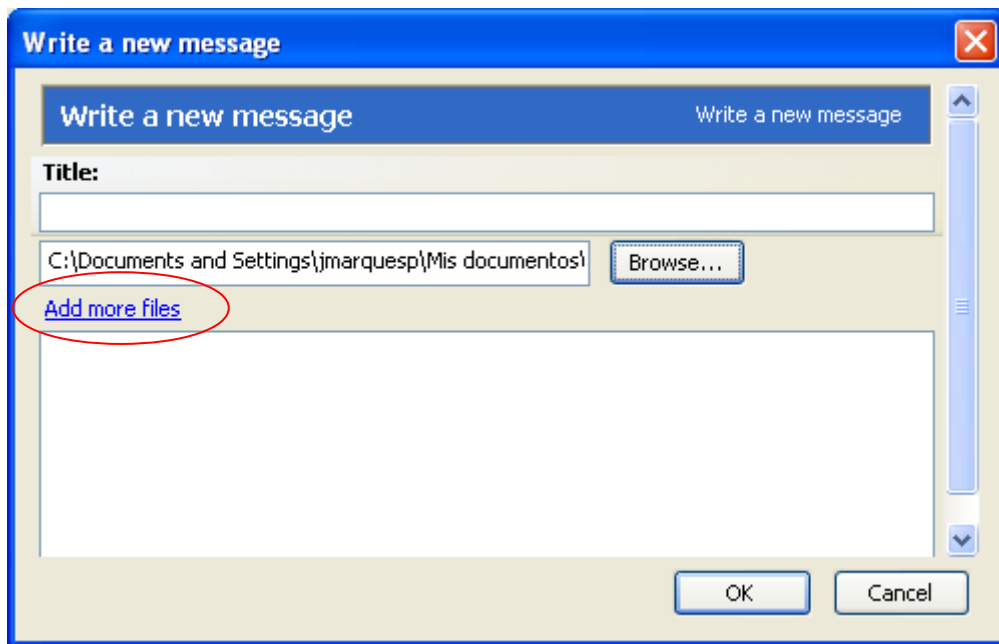 Write a new message
Write a new message Write a new message
Title:
C:\Documents and Settings\jmarquesp\Mis documentos\ Browse...
Add more files
OK Cancel